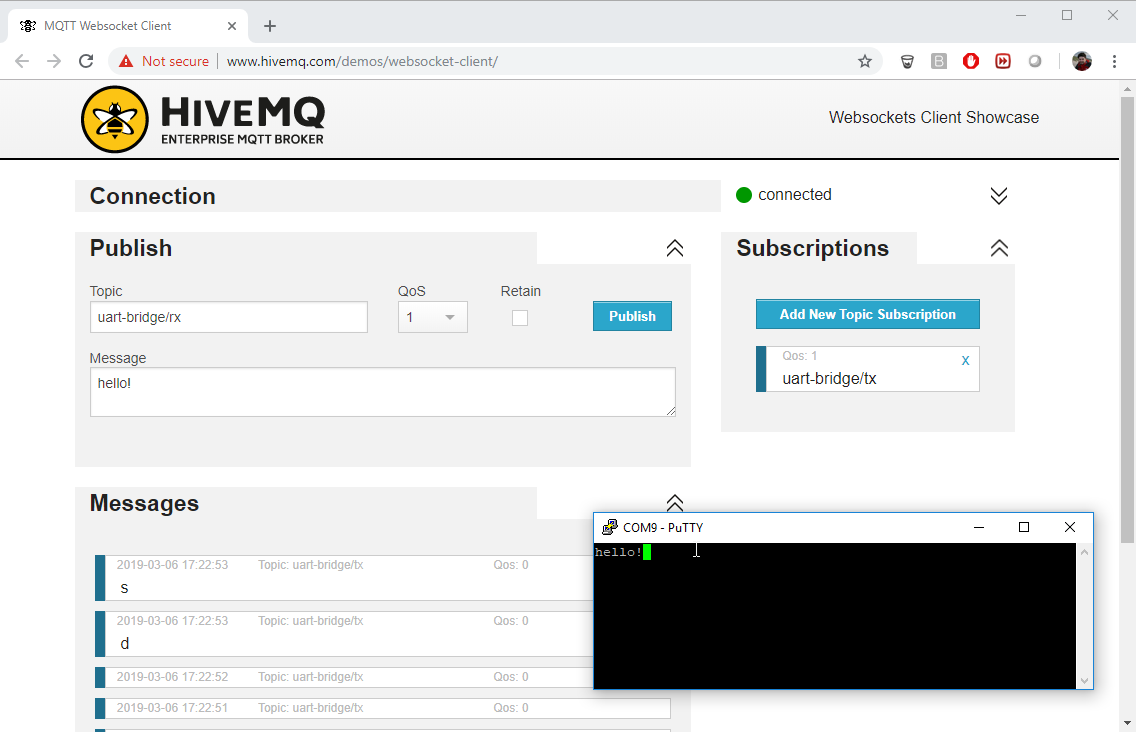 MQTT Websocket Client
Not secure
www.hivemq.com/demos/websocket-client/
HIVEMQ
ENTERPRISE MQTT BROKER
Websockets Client Showcase
Connection
connected
Publish
Topic
QoS
Retain
uart-bridge/rx
1
Publish
Message
hello!
Subscriptions
Add New Topic Subscription
Qos: 1
x
uart-bridge/tx
Messages
2019-03-06 17:22:53 Topic: uart-bridge/tx Qos: 0
s
2019-03-06 17:22:53 Topic: uart-bridge/tx Qos: 0
d
2019-03-06 17:22:52 Topic: uart-bridge/tx Qos: 0
2019-03-06 17:22:51 Topic: uart-bridge/tx Qos: 0
COM9 - PuTTY
hello!